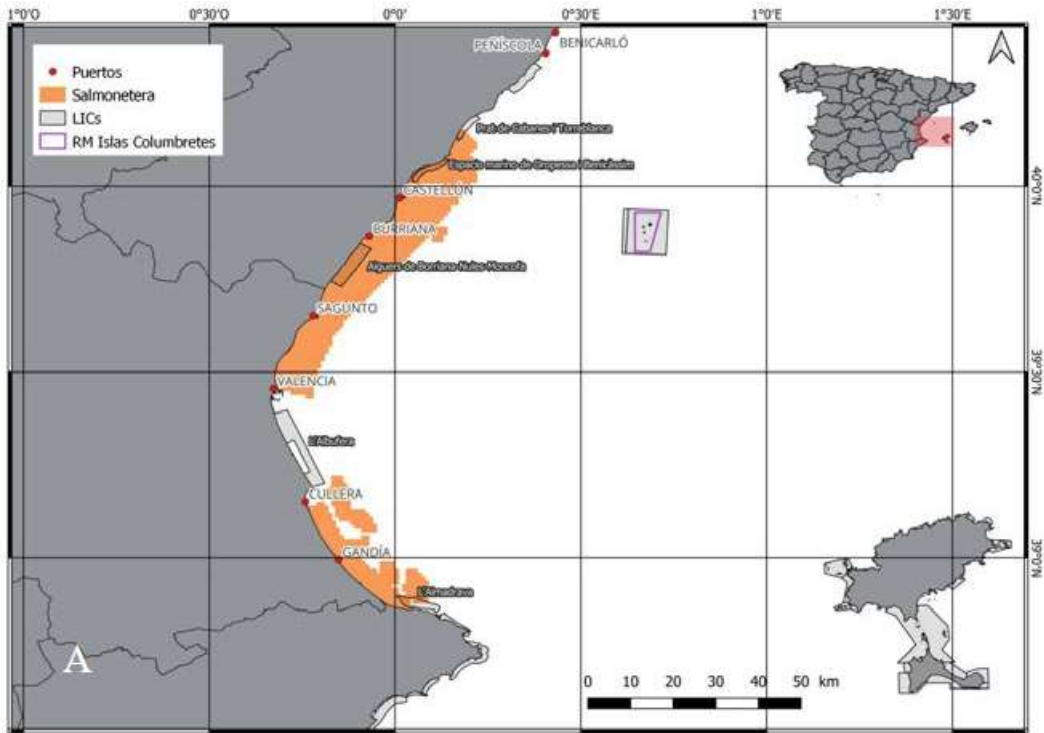 1°0'O
0°30'O
0°0'
0°30'E
1°0'E
1°30'E
PEÑÍSCOLA
BENICARLÓ
Puertos
Salmonetera
LICs
RM Islas Columbretes
Prat de Cabanes i Torreblanca
Espacio marino de Oropesa i Benicàssim
40°0'N
CASTELLÓN
BURRIANA
Aiguers de Borriana-Nules-Moncofa
SAGUNTO
39°30'N
VALENCIA
L'Albufera
CULLERA
GANDÍA
39°0'N
L'Almadrava
A
0 10 20 30 40 50 km